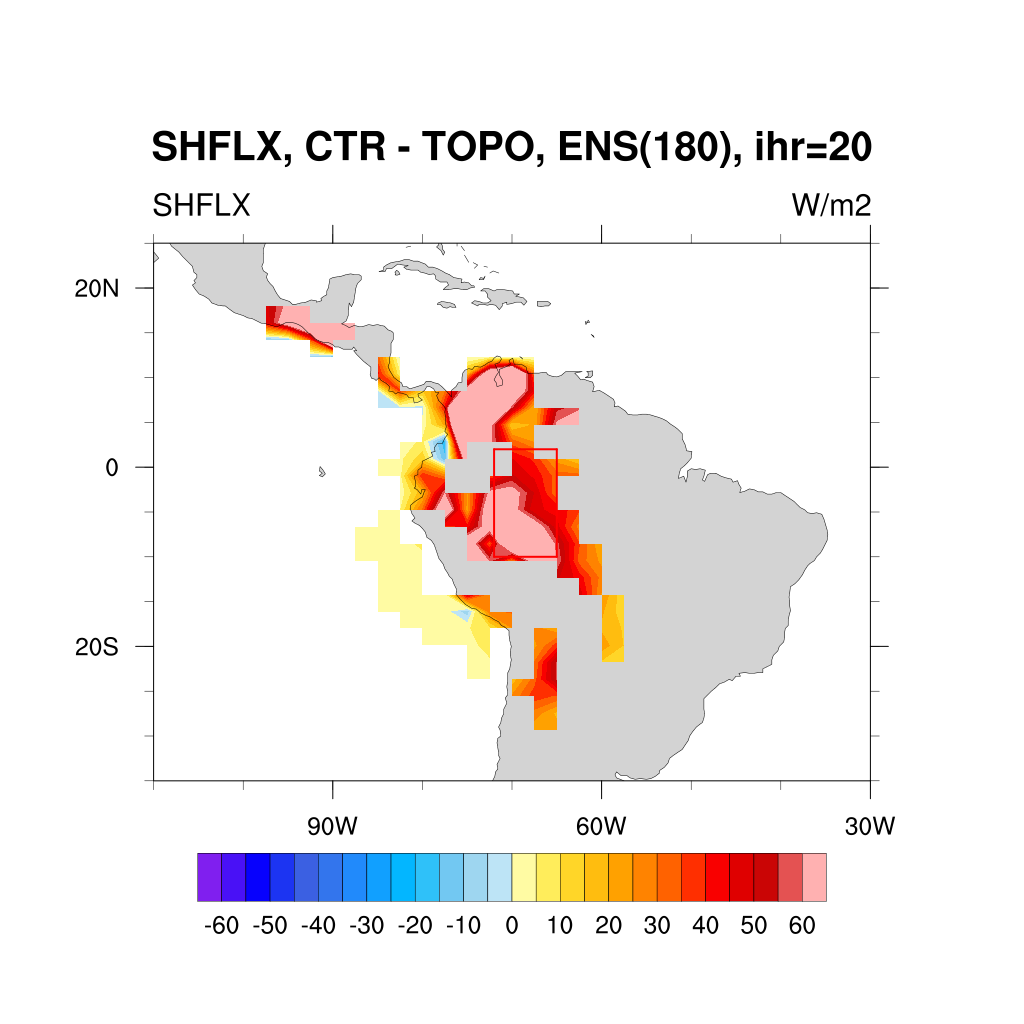 SHFLX, CTR - TOPO, ENS(180), ihr=20
SHFLX W/m2
20N
0
20S
90W 60W 30W
-60 -50 -40 -30 -20 -10 0 10 20 30 40 50 60